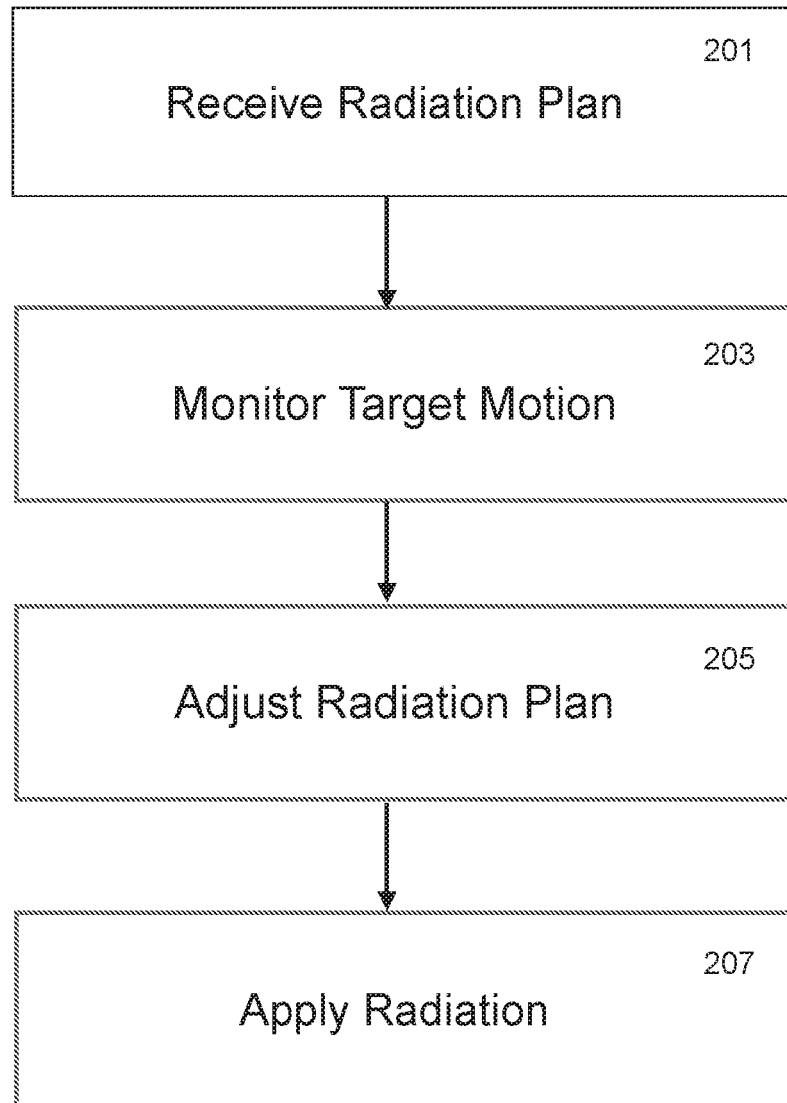 201
Receive Radiation Plan
203
Monitor Target Motion
205
Adjust Radiation Plan
207
Apply Radiation